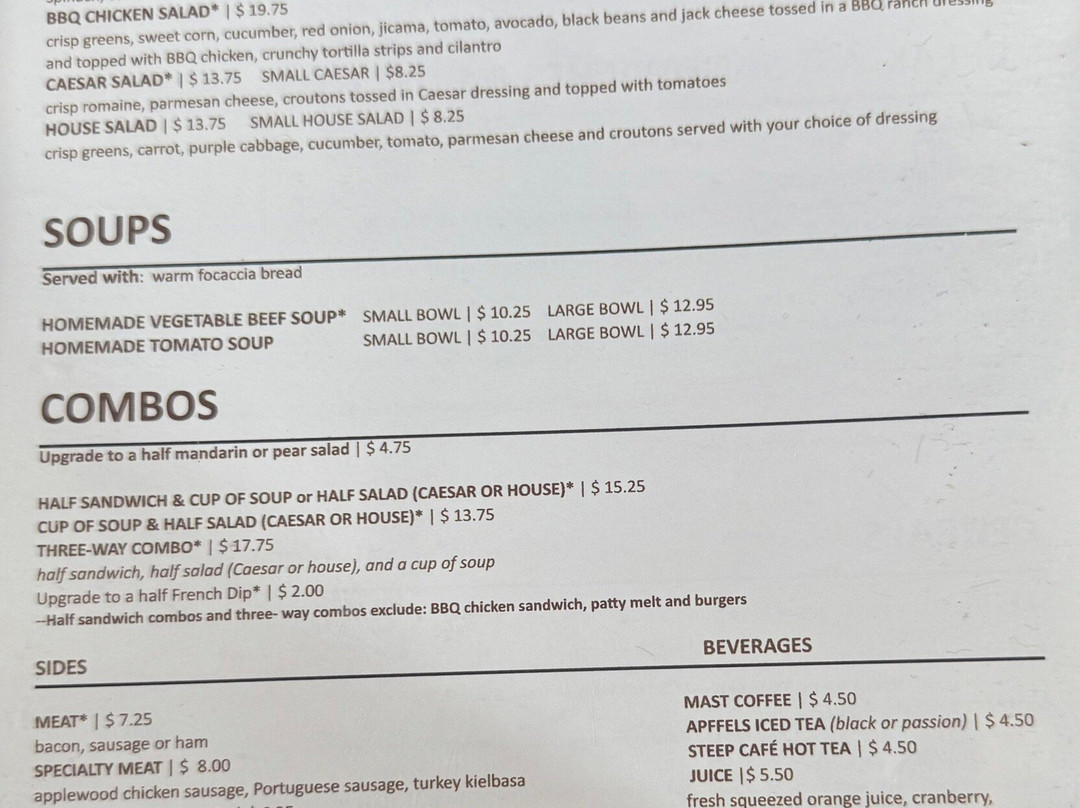 BBQ CHICKEN SALAD* | $ 19.75
crisp greens, sweet corn, cucumber, red onion, jicama, tomato, avocado, black beans and jack cheese tossed in a BBQ ranch dressing
and topped with BBQ chicken, crunchy tortilla strips and cilantro
CAESAR SALAD* | $ 13.75 SMALL CAESAR | $8.25
crisp romaine, parmesan cheese, croutons tossed in Caesar dressing and topped with tomatoes
HOUSE SALAD | $ 13.75 SMALL HOUSE SALAD | $ 8.25
crisp greens, carrot, purple cabbage, cucumber, tomato, parmesan cheese and croutons served with your choice of dressing
SOUPS
Served with: warm focaccia bread
HOMEMADE VEGETABLE BEEF SOUP* SMALL BOWL | $ 10.25 LARGE BOWL | $ 12.95
HOMEMADE TOMATO SOUP SMALL BOWL | $ 10.25 LARGE BOWL | $ 12.95
COMBOS
Upgrade to a half mandarin or pear salad | $ 4.75
HALF SANDWICH & CUP OF SOUP or HALF SALAD (CAESAR OR HOUSE)* | $ 15.25
CUP OF SOUP & HALF SALAD (CAESAR OR HOUSE)* | $ 13.75
THREE-WAY COMBO* | $ 17.75
half sandwich, half salad (Caesar or house), and a cup of soup
Upgrade to a half French Dip* | $ 2.00
--Half sandwich combos and three- way combos exclude: BBQ chicken sandwich, patty melt and burgers
SIDES
MEAT* | $ 7.25
bacon, sausage or ham
SPECIALTY MEAT | $ 8.00
applewood chicken sausage, Portuguese sausage, turkey kielbasa
BEVERAGES
MAST COFFEE | $ 4.50
APFFELS ICED TEA (black or passion) | $ 4.50
STEEP CAFÉ HOT TEA | $ 4.50
JUICE |$ 5.50
fresh squeezed orange juice, cranberry,